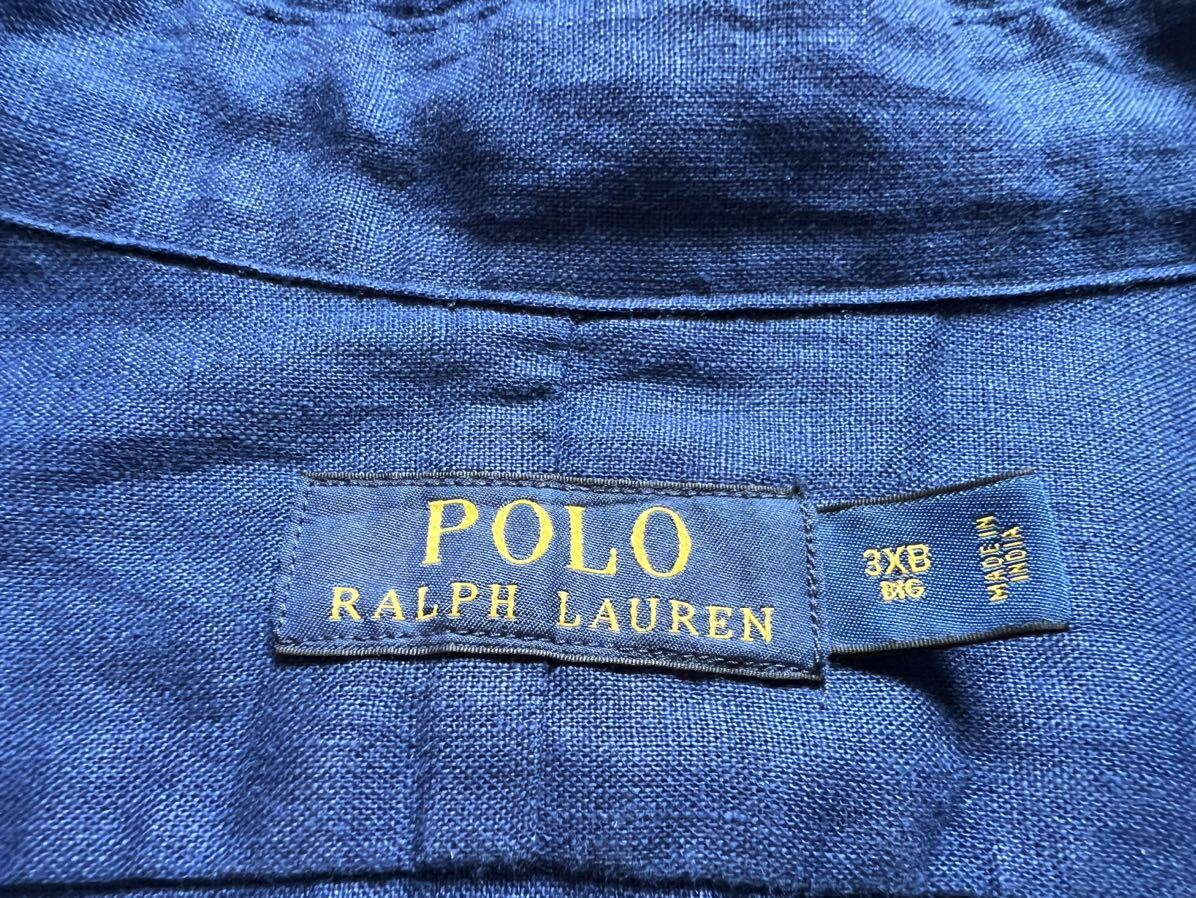 POLO
RALPH LAUREN
3XB
BIG
MADE IN
INDIA